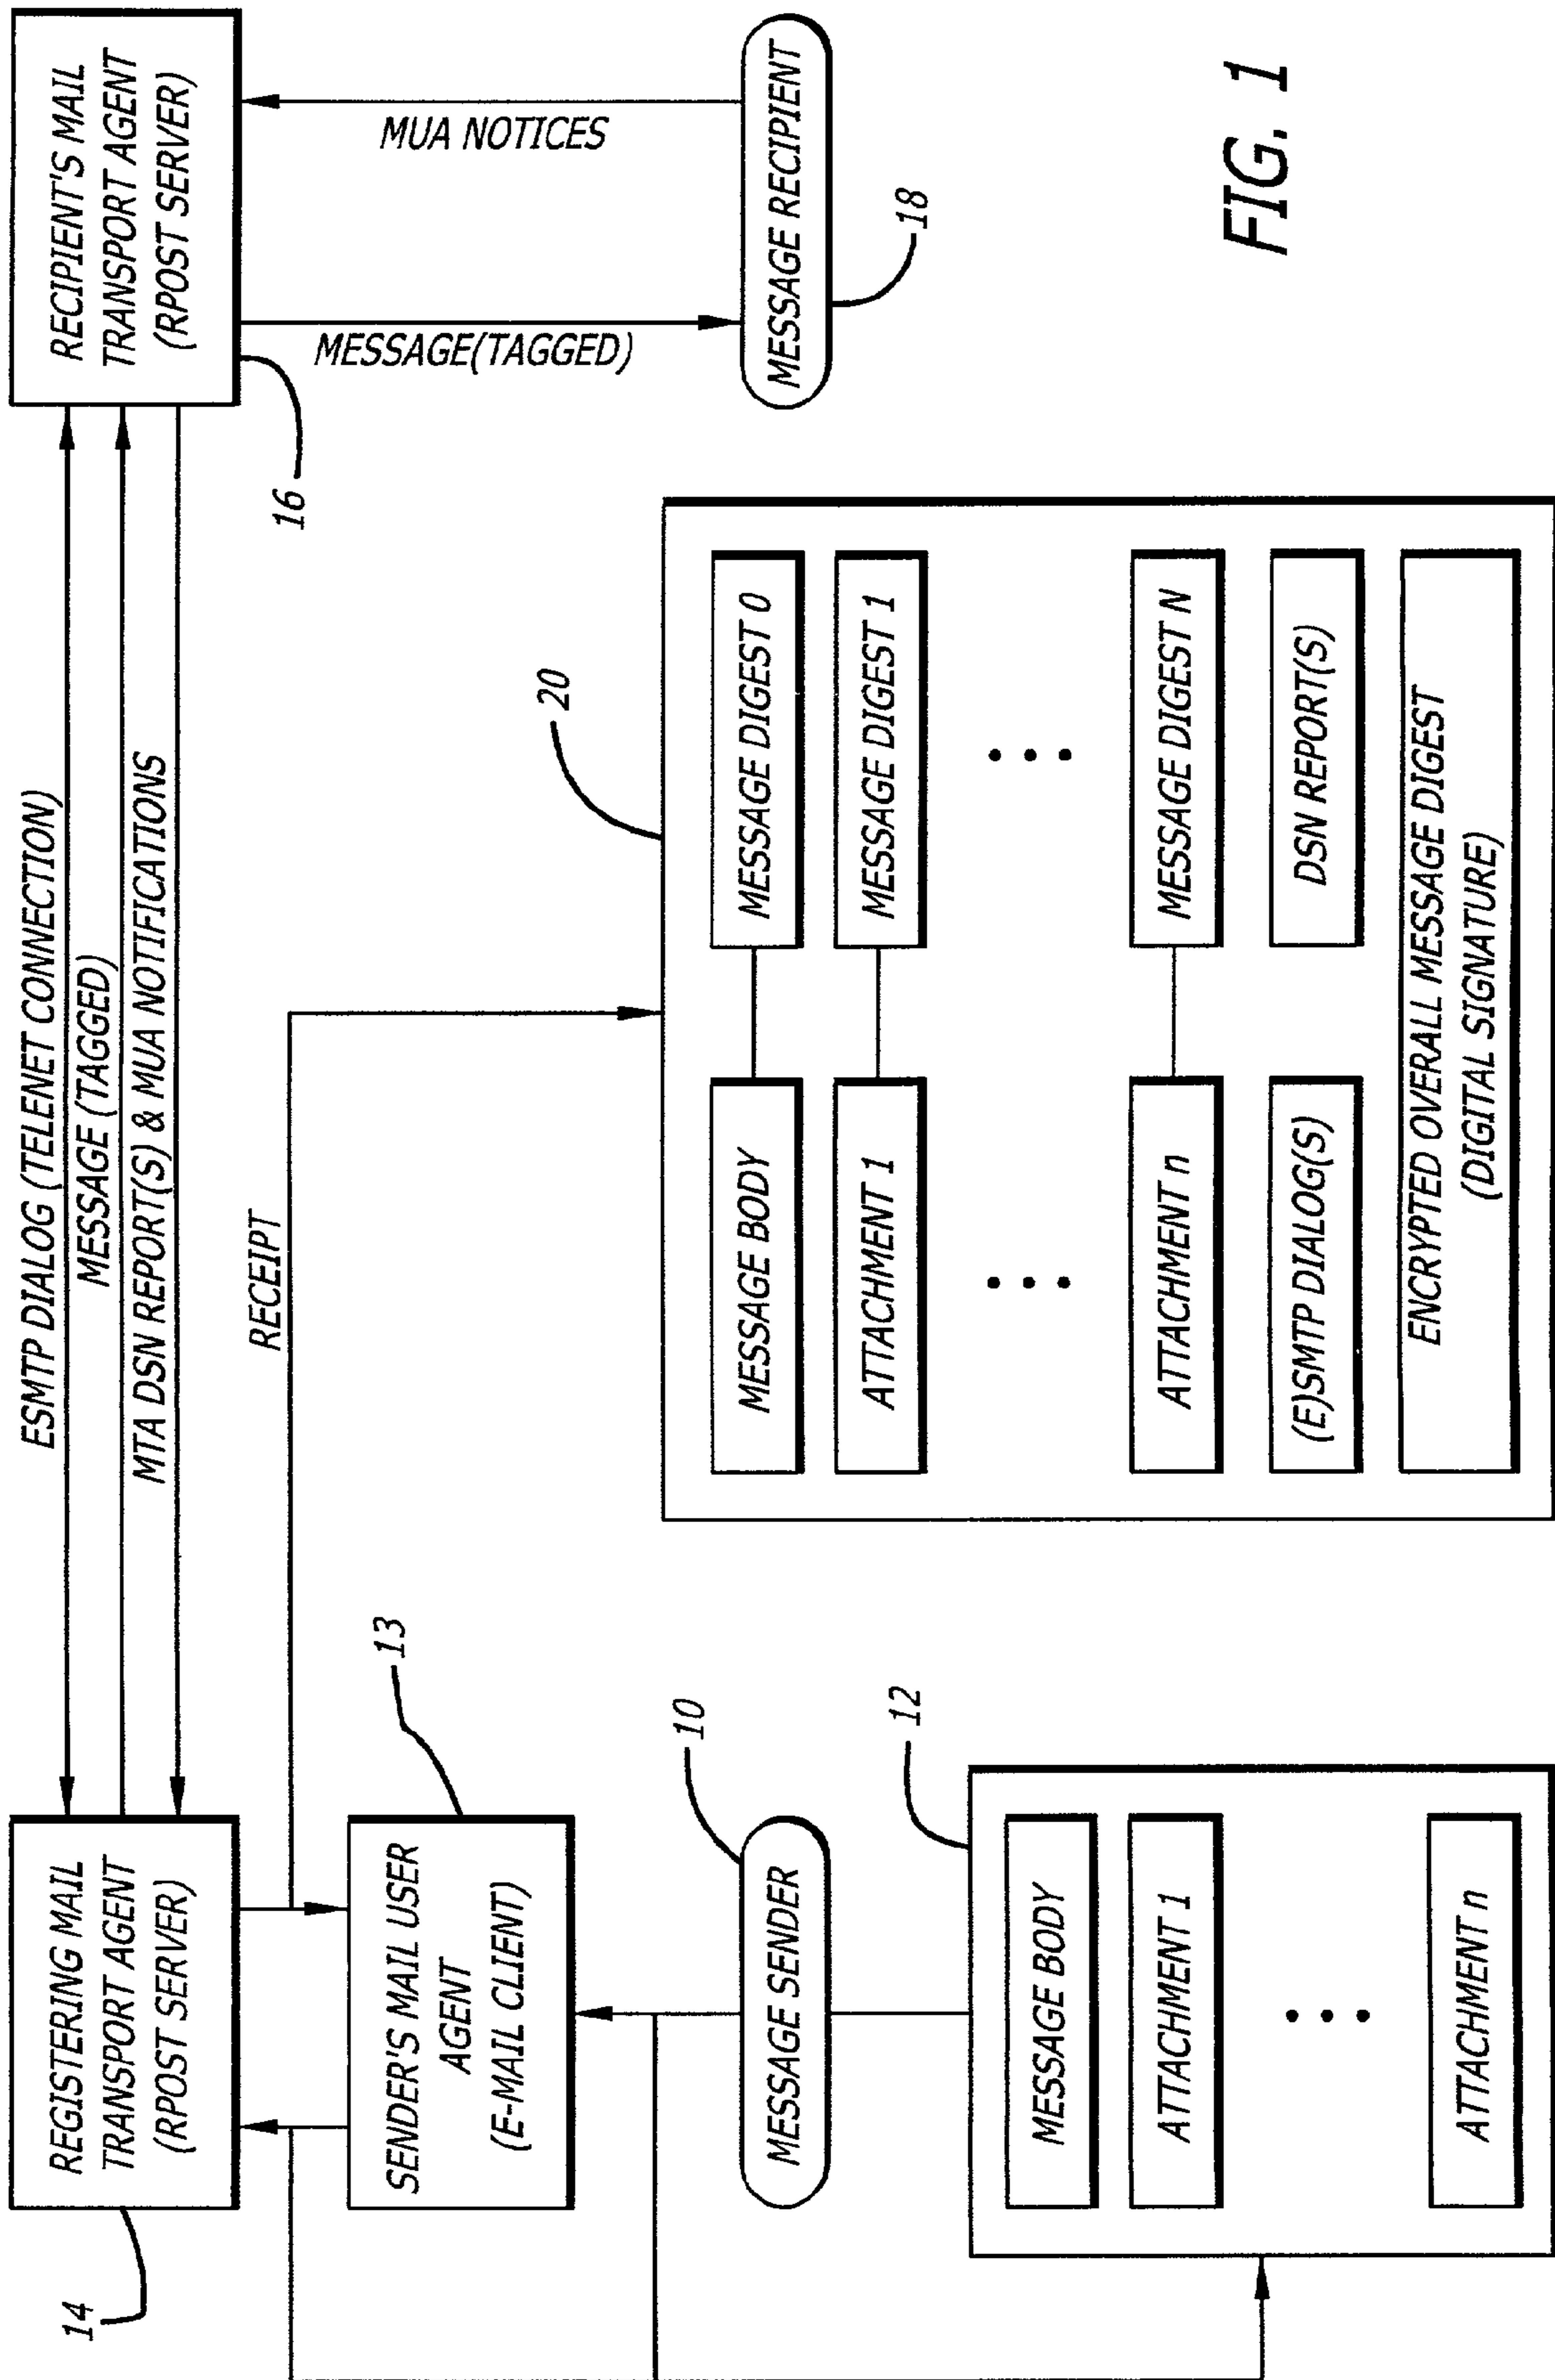 ESMTP DIALOG (TELENET CONNECTION)
MESSAGE (TAGGED)
MTA DSN REPORT(S) & MUA NOTIFICATIONS
REGISTERING MAIL
TRANSPORT AGENT
(RPOST SERVER)
14
RECIPIENT'S MAIL
TRANSPORT AGENT
(RPOST SERVER)
16
RECEIPT
SENDER'S MAIL USER
AGENT
(E-MAIL CLIENT)
13
MESSAGE(TAGGED)
MUA NOTICES
MESSAGE SENDER
10
MESSAGE RECIPIENT
18
12
MESSAGE BODY
ATTACHMENT 1
• • •
ATTACHMENT n
20
MESSAGE BODY
MESSAGE DIGEST 0
ATTACHMENT 1
MESSAGE DIGEST 1
• • •
• • •
ATTACHMENT n
MESSAGE DIGEST N
(E)SMTP DIALOG(S)
DSN REPORT(S)
ENCRYPTED OVERALL MESSAGE DIGEST
(DIGITAL SIGNATURE)
FIG. 1